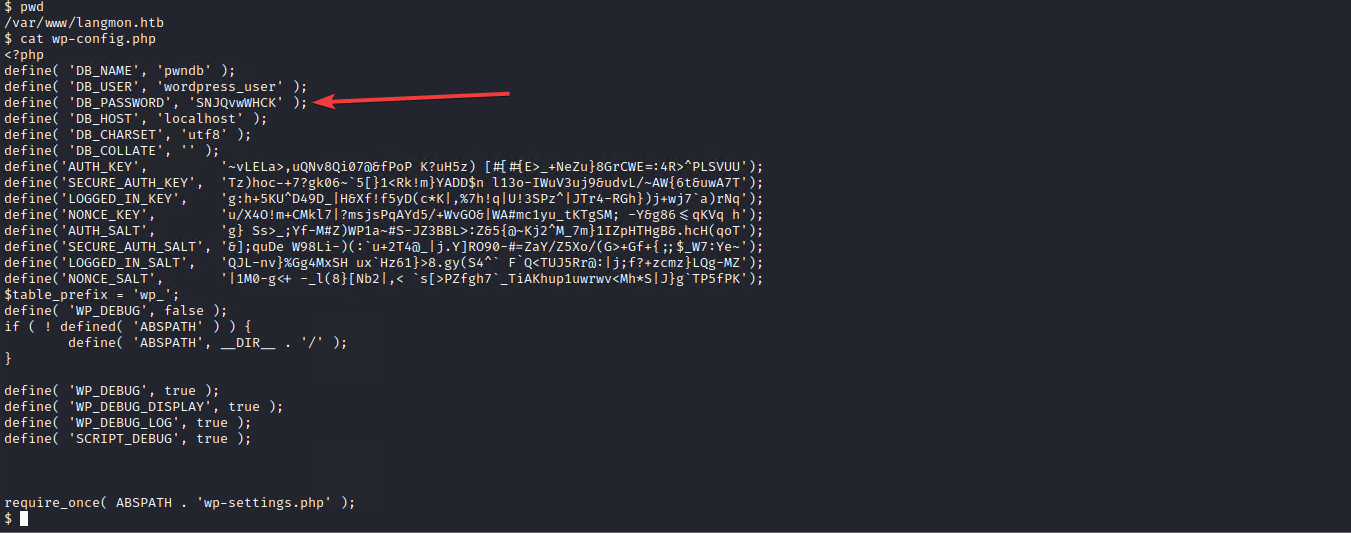 $ pwd
/var/www/langmon.htb
$ cat wp-config.php
<?php
define( 'DB_NAME', 'pwndb' );
define( 'DB_USER', 'wordpress_user' );
define( 'DB_PASSWORD', 'SNJQvwWHCK' );
define( 'DB_HOST', 'localhost' );
define( 'DB_CHARSET', 'utf8' );
define( 'DB_COLLATE', '' );
define('AUTH_KEY',         '~vLELa>,uQNv8Qi07@&fPoP K?uH5z) [#[#{E>_+NeZu}8GrCWE=:4R>^PLSVUU');
define('SECURE_AUTH_KEY',  'Tz)hoc-+7?gk06~`5[}1<Rk!m}YADD$n l13o-IWuV3uj9&udvL/~AW{6t&uwA7T');
define('LOGGED_IN_KEY',    'g:h+5KU^D49D_|H&Xf!f5yD(c*K|,%7h!q|U!3SPz^|JTr4-RGh})j+wj7`a)rNq');
define('NONCE_KEY',        'u/X4O!m+CMkl7|?msjsPqAYd5/+WvGO&|WA#mc1yu_tKTgSM; -Y&g86<=qKVq h');
define('AUTH_SALT',        'g} Ss>_;Yf-M#Z)WP1a~#S-JZ3BBL>:Z&5{@~Kj2^M_7m}1IZpHTHgB&.hcH(qoT');
define('SECURE_AUTH_SALT', '&];quDe W98Li-)(:`u+2T4@_|j.Y]RO90-#=ZaY/Z5Xo/(G>+Gf+{;;$_W7:Ye~');
define('LOGGED_IN_SALT',   'QJL-nv}%Gg4MxSH ux`Hz61}>8.gy(S4^` F`Q<TUJ5Rr@:|j;f?+zcmz}LQg-MZ');
define('NONCE_SALT',       '|1M0-g<+ -_l(8}[Nb2|,< `s[>PZfgh7`_TiAKhup1uwrwv<Mh*S|J}g`TP5fPK');
$table_prefix = 'wp_';
define( 'WP_DEBUG', false );
if ( ! defined( 'ABSPATH' ) ) {
        define( 'ABSPATH', __DIR__ . '/' );
}
define( 'WP_DEBUG', true );
define( 'WP_DEBUG_DISPLAY', true );
define( 'WP_DEBUG_LOG', true );
define( 'SCRIPT_DEBUG', true );
require_once( ABSPATH . 'wp-settings.php' );
$